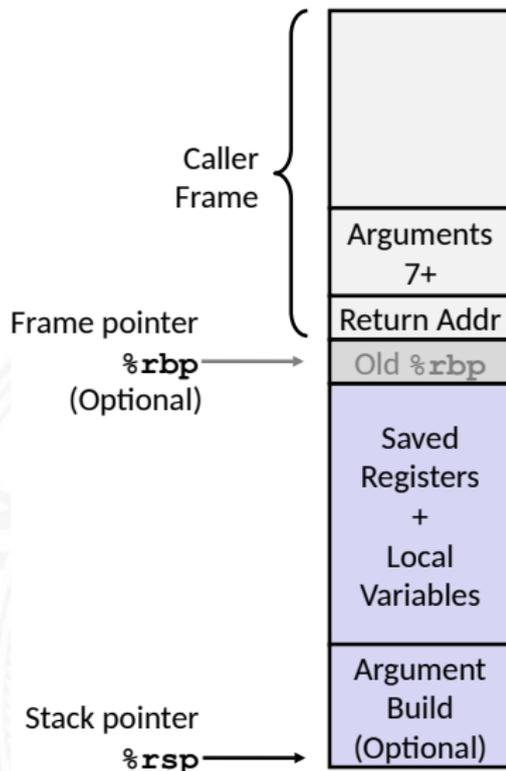 Caller
Frame
Arguments
7+
Return Addr
Frame pointer
%rbp
(Optional)
Old %rbp
Saved
Registers
+
Local
Variables
Argument
Build
(Optional)
Stack pointer
%rsp